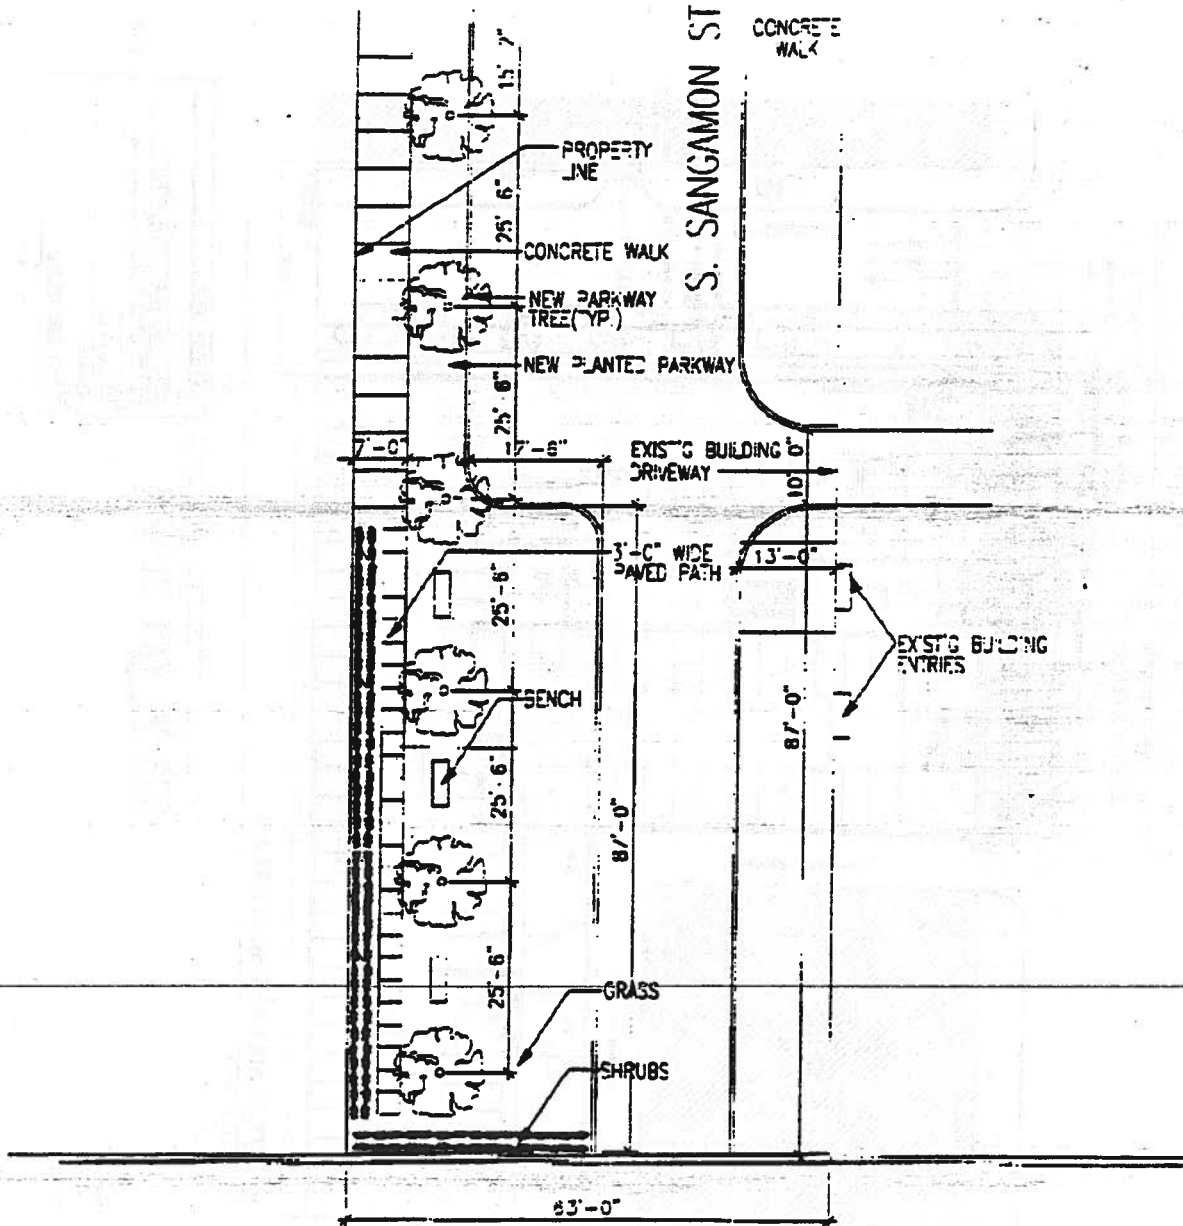 CONCRETE
WALK
S. SANGAMON ST
15' 2"
PROPERTY
LINE
25' 6"
CONCRETE WALK
NEW PARKWAY
TREE(TYP.)
NEW PLANTED PARKWAY
25' 6"
7'-0"
17'-6"
EXIST'G BUILDING
DRIVEWAY
10' 0"
3'-0" WIDE
PAVED PATH
13'-0"
25'-6"
EXIST'G BUILDING
ENTRIES
BENCH
87'-0"
25' 6"
87'-0"
25'-6"
GRASS
SHRUBS
63'-0"